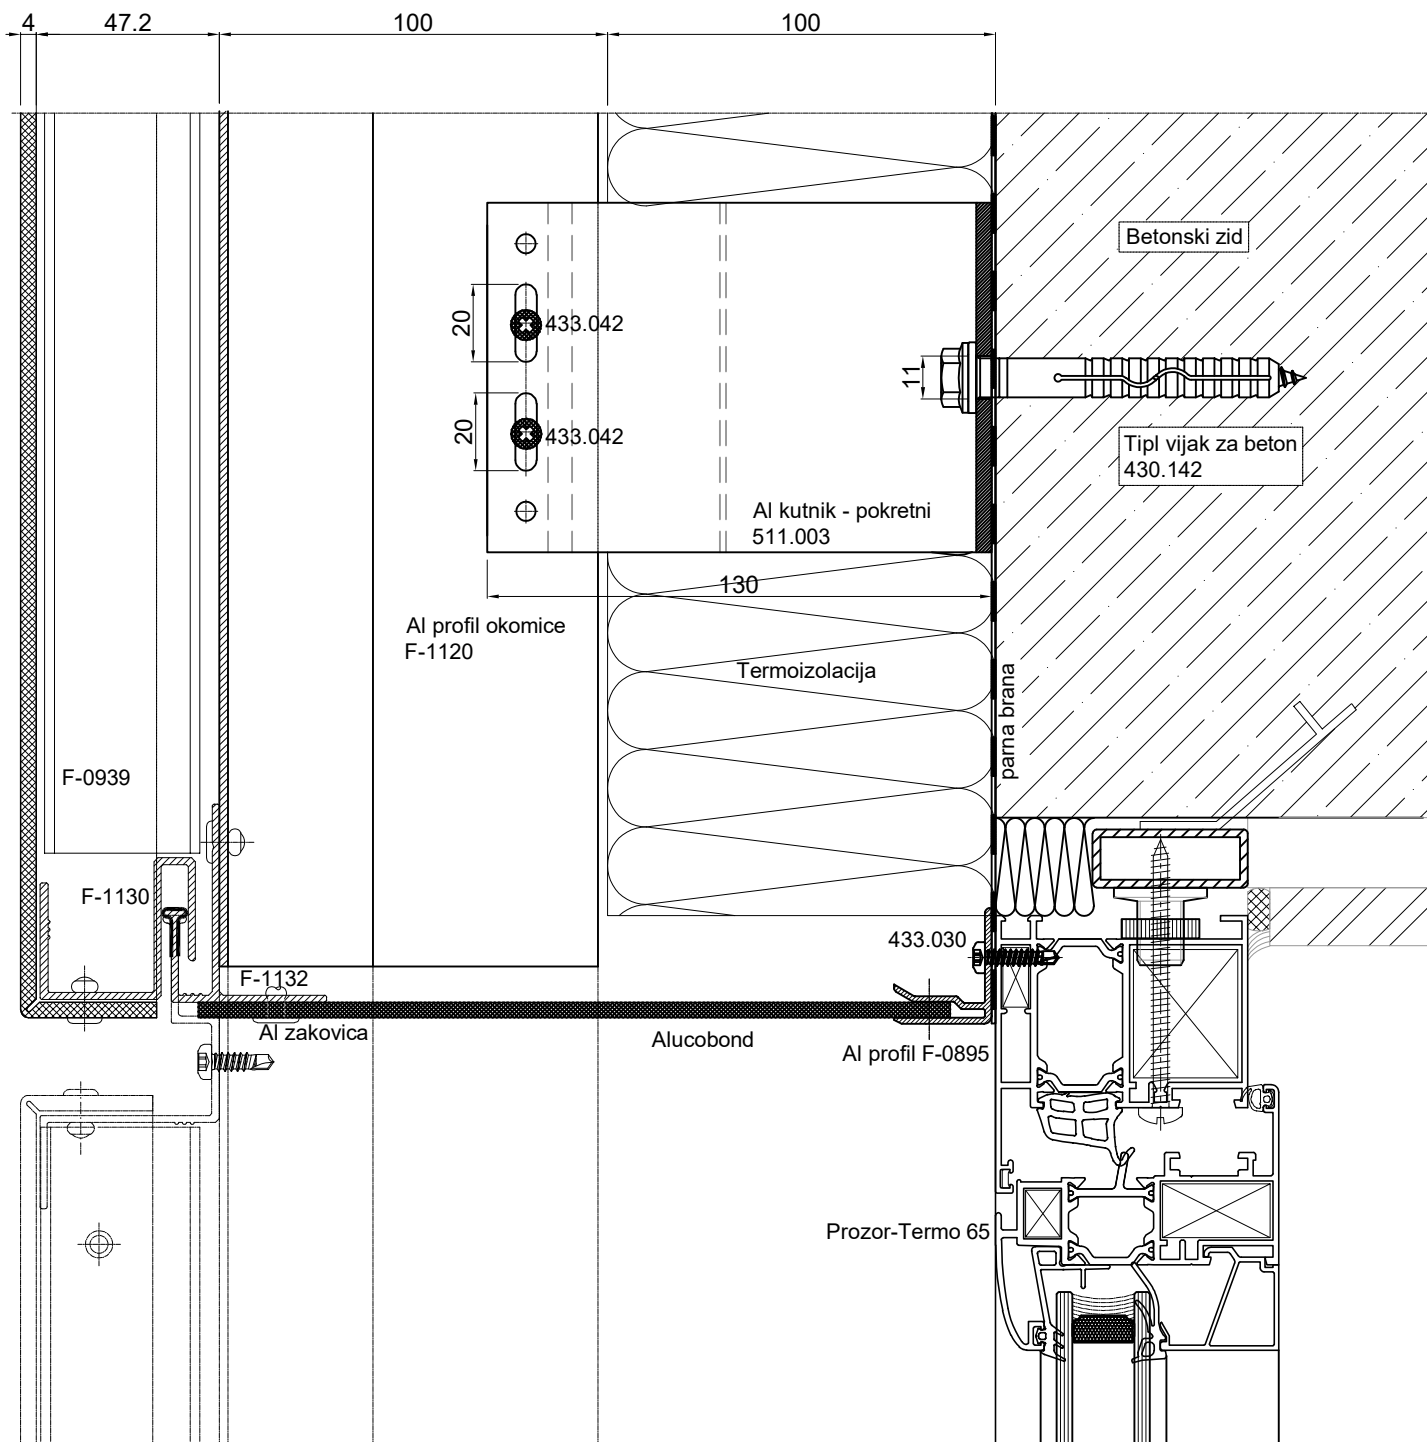 4
47.2
100
100
Betonski zid
20
433.042
11
20
433.042
Tipl vijak za beton
430.142
Al kutnik - pokretni
511.003
130
Al profil okomice
F-1120
Termoizolacija
parna brana
F-0939
F-1130
433.030
F-1132
Al zakovica
Alucobond
Al profil F-0895
Prozor-Termo 65